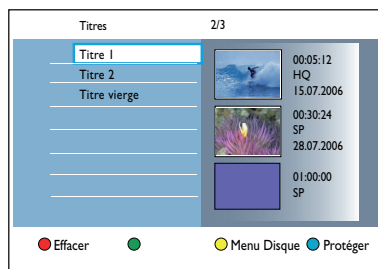 Titres 2/3
Titre 1
Titre 2
Titre vierge
00:05:12
HQ
15.07.2006
00:30:24
SP
28.07.2006
01:00:00
SP
Effacer Menu Disque Protéger